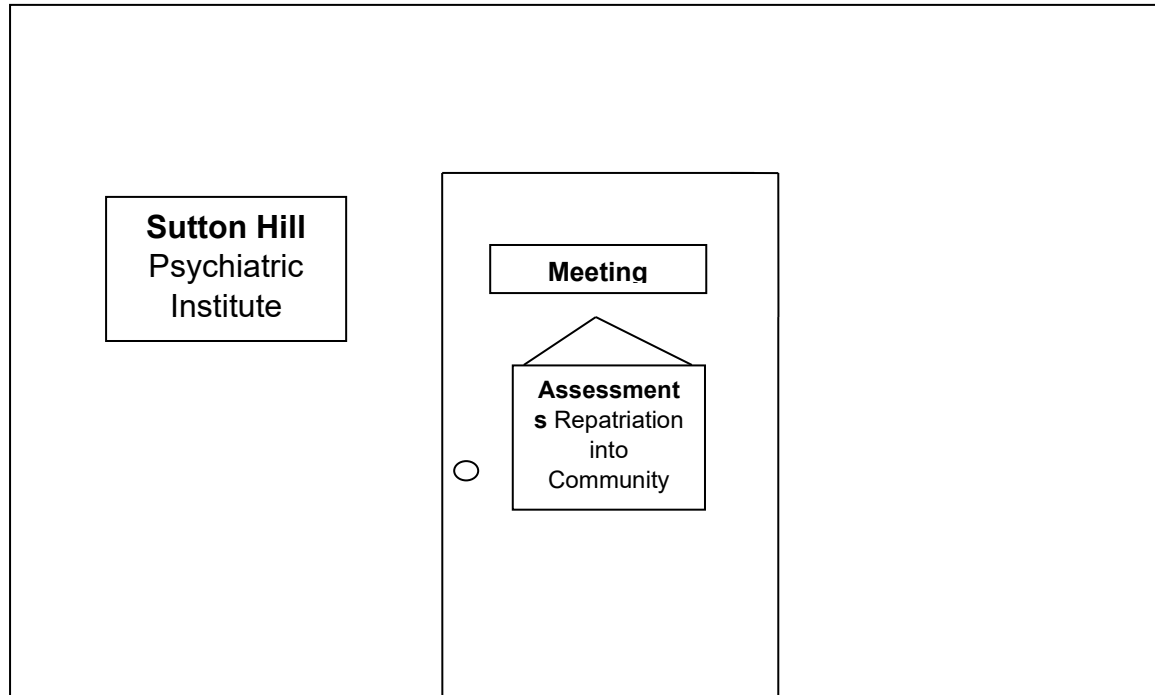 Sutton Hill
Psychiatric
Institute
Meeting
Assessment
s Repatriation
into
Community